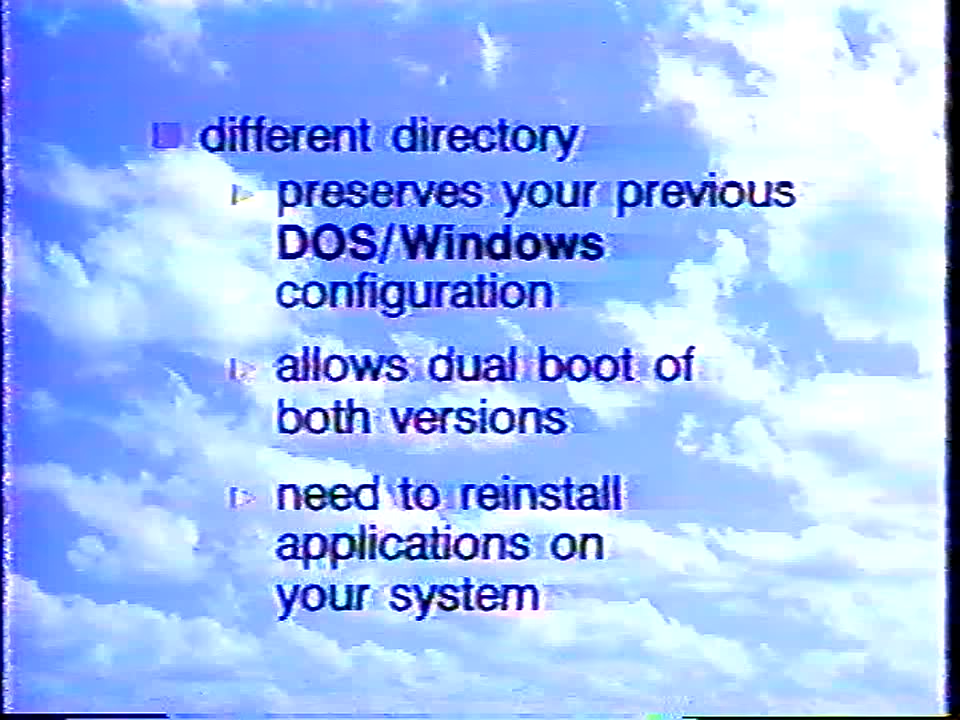 different directory
preserves your previous
DOS/Windows
configuration
allows dual boot of
both versions
need to reinstall
applications on
your system